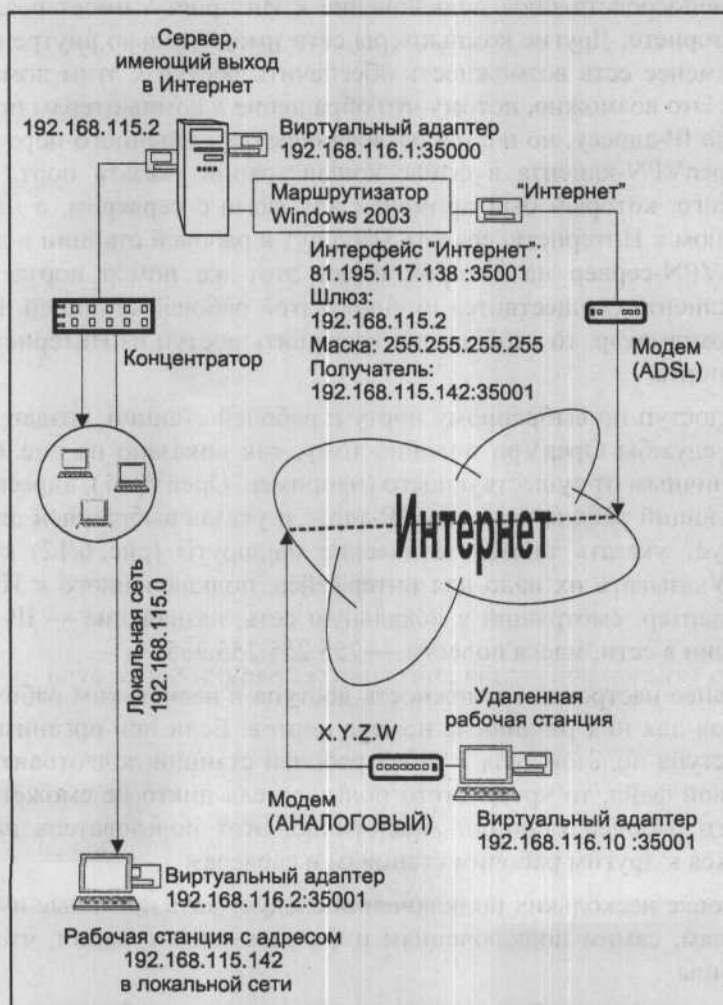 Сервер,
имеющий выход
в Интернет
192.168.115.2
Виртуальный адаптер
192.168.116.1:35000
Маршрутизатор
Windows 2003
"Интернет"
Интерфейс "Интернет":
81.195.117.138 :35001
Шлюз:
192.168.115.2
Маска: 255.255.255.255
Получатель:
192.168.115.142:35001
Концентратор
Модем
(ADSL)
Интернет
Локальная сеть
192.168.115.0
Удаленная
рабочая станция
X.Y.Z.W
Модем
(АНАЛОГОВЫЙ)
Виртуальный адаптер
192.168.116.10 :35001
Виртуальный адаптер
192.168.116.2:35001
Рабочая станция с адресом
192.168.115.142
в локальной сети